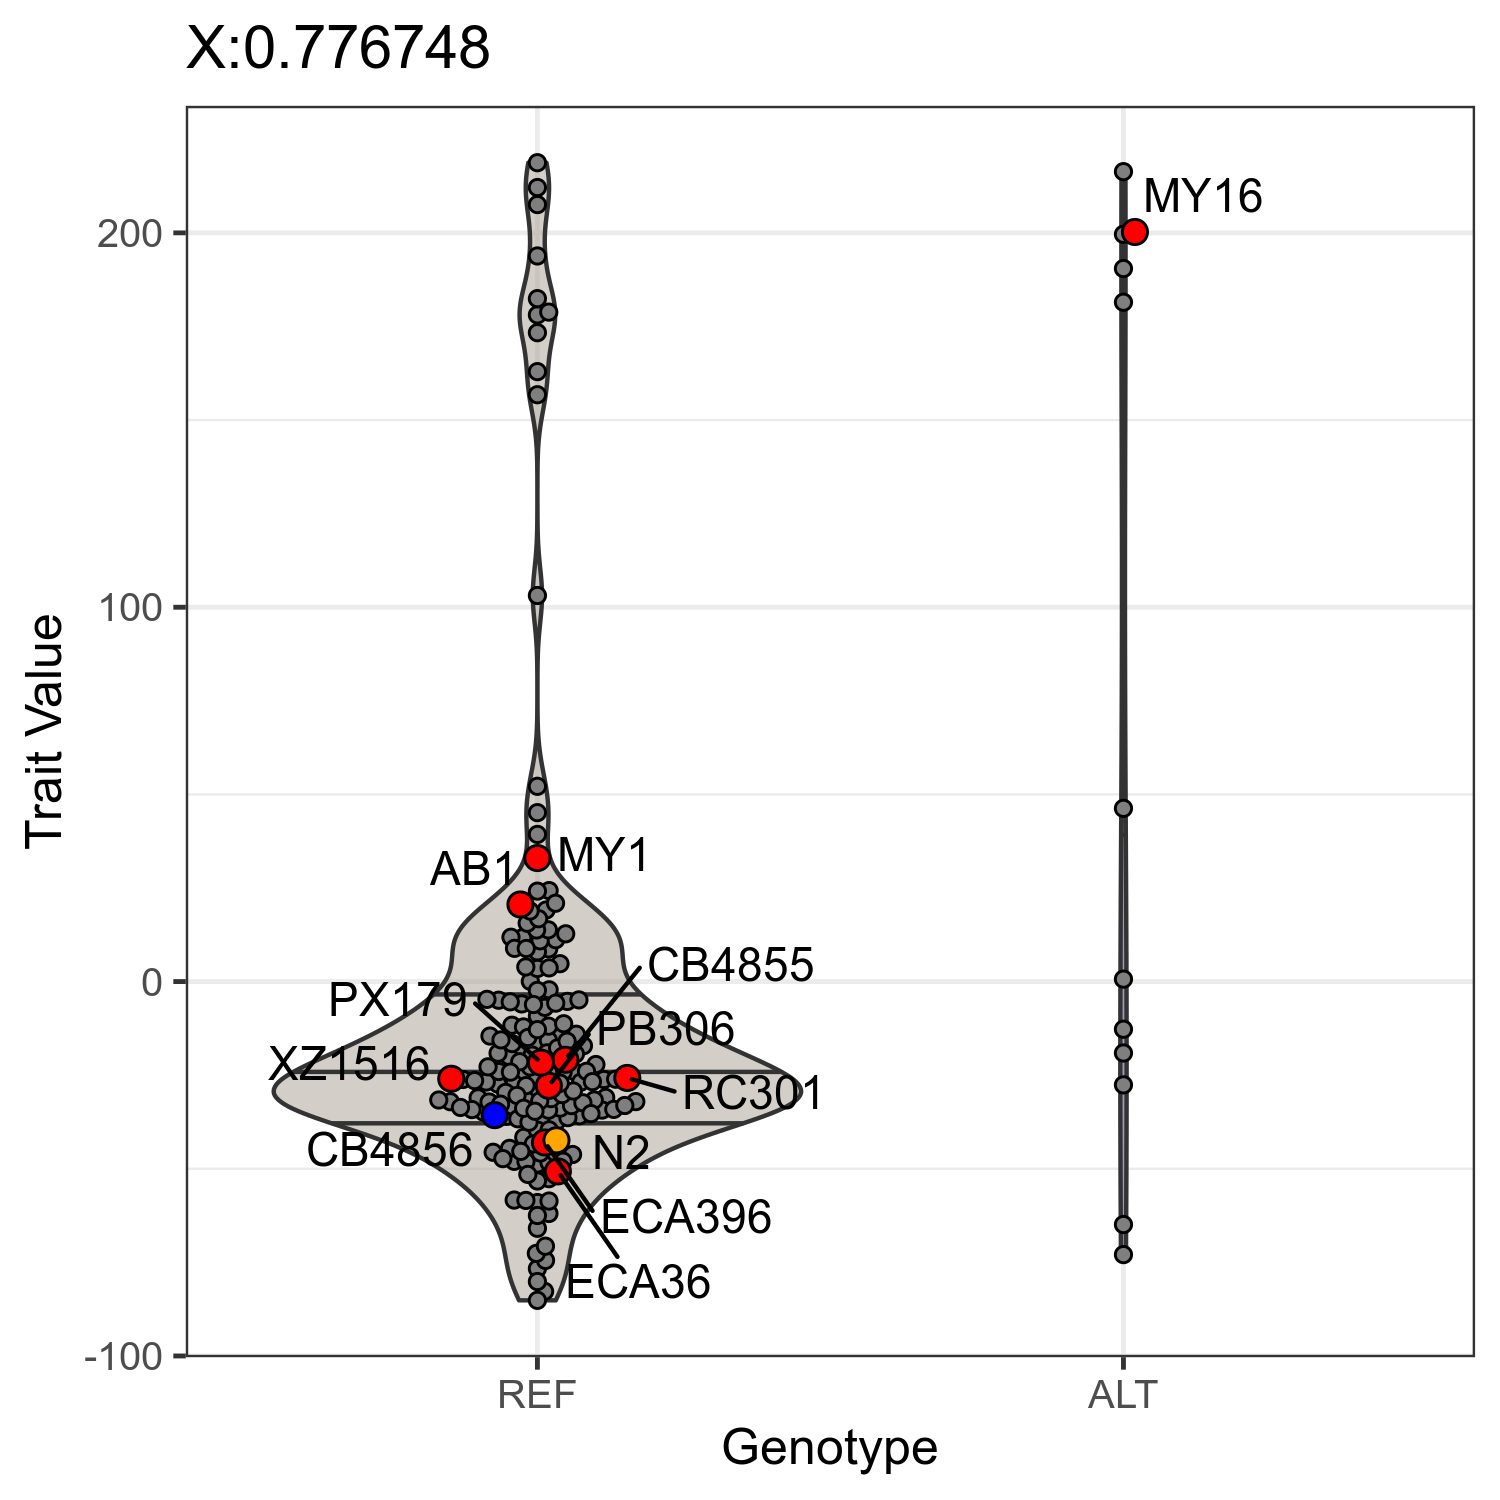 X:0.776748
MY16
200
100
AB1 MY1
CB4855
0
PX179
PB306
XZ1516
RC301
CB4856
N2
ECA396
ECA36
-100
REF ALT
Genotype
Trait Value